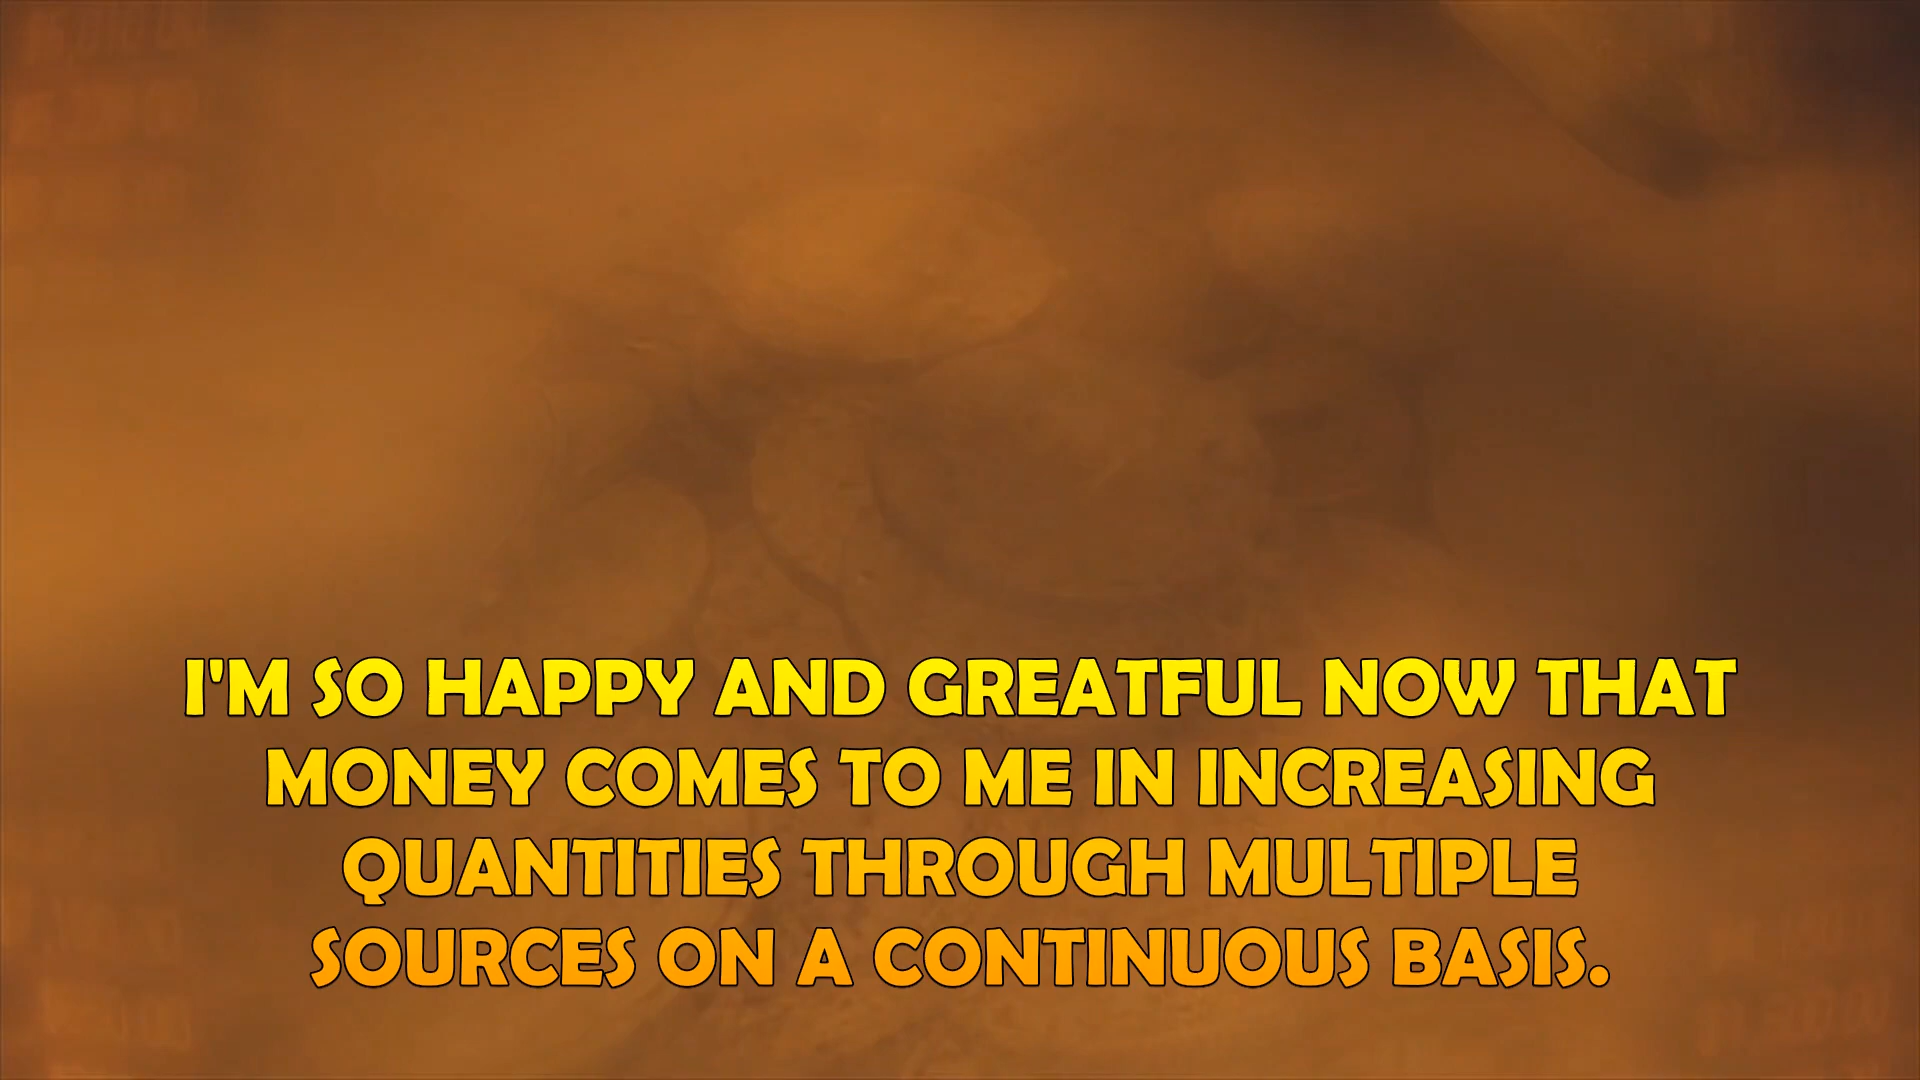 I'M SO HAPPY AND GREATFUL NOW THAT
MONEY COMES TO ME IN INCREASING
QUANTITIES THROUGH MULTIPLE
SOURCES ON A CONTINUOUS BASIS.